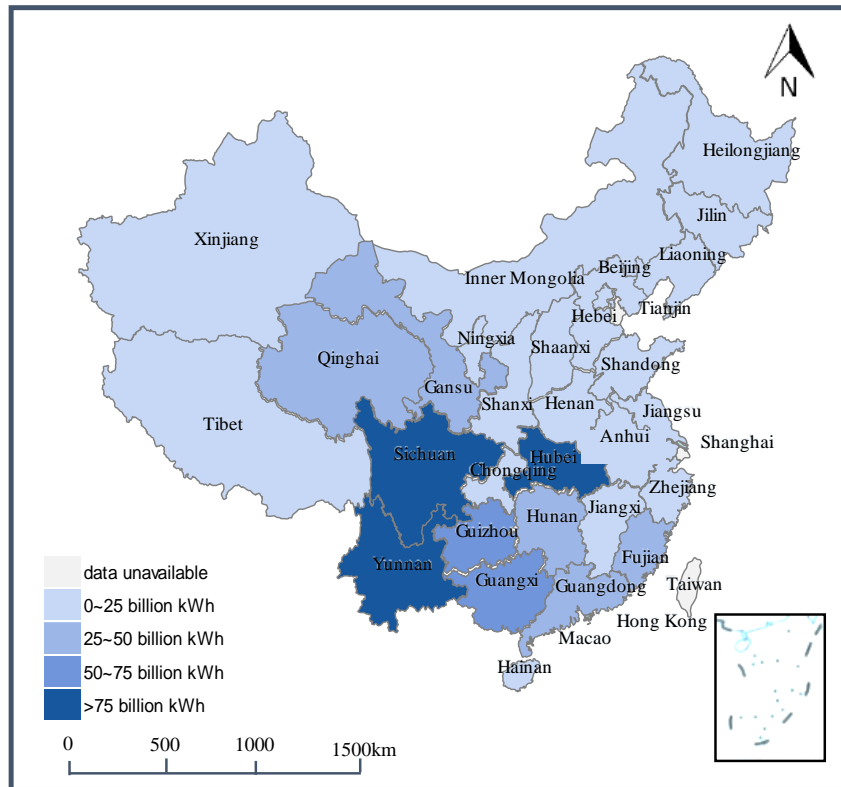 N
Heilongjiang
Jilin
Xinjiang
Liaoning
Beijing
Inner Mongolia
Tianjin
Hebei
Ningxia
Shaanxi
Qinghai
Shandong
Gansu
Shanxi
Henan
Jiangsu
Tibet
Anhui
Shanghai
Sichuan
Hubei
Chongqing
Zhejiang
Hunan
Jiangxi
Guizhou
Fujian
Yunnan
Guangxi
Guangdong
Taiwan
Hong Kong
Macao
Hainan
data unavailable
0~25 billion kWh
25~50 billion kWh
50~75 billion kWh
>75 billion kWh
0 500 1000 1500km